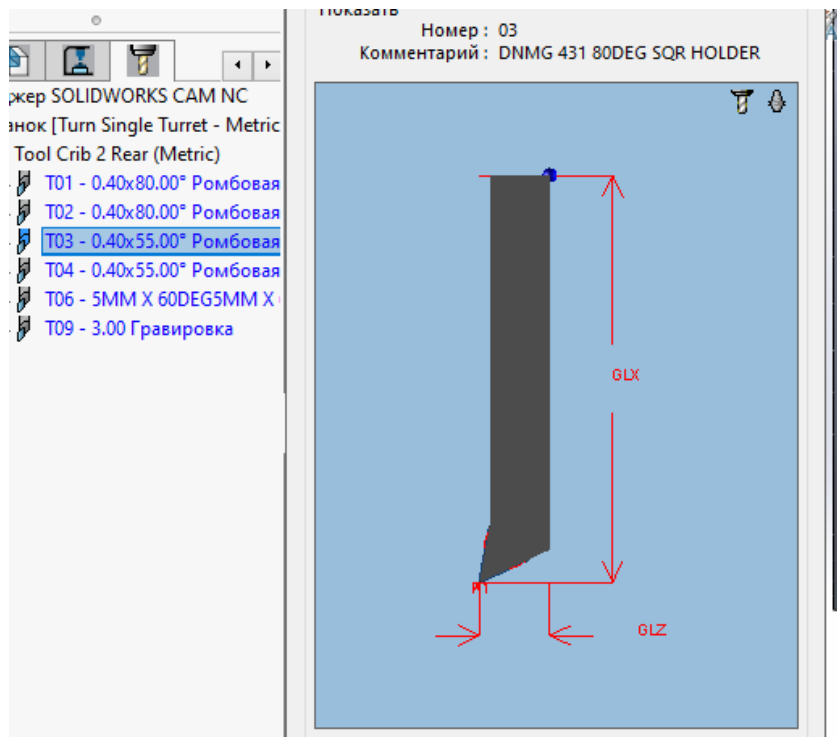 Показать
Номер : 03
Комментарий : DNMG 431 80DEG SQR HOLDER
SOLIDWORKS CAM NC
[Turn Single Turret - Metric
Tool Crib 2 Rear (Metric)
T01 - 0.40x80.00° Ромбовая
T02 - 0.40x80.00° Ромбовая
T03 - 0.40x55.00° Ромбовая
T04 - 0.40x55.00° Ромбовая
T06 - 5MM X 60DEG5MM X
T09 - 3.00 Гравировка
GLX
GLZ